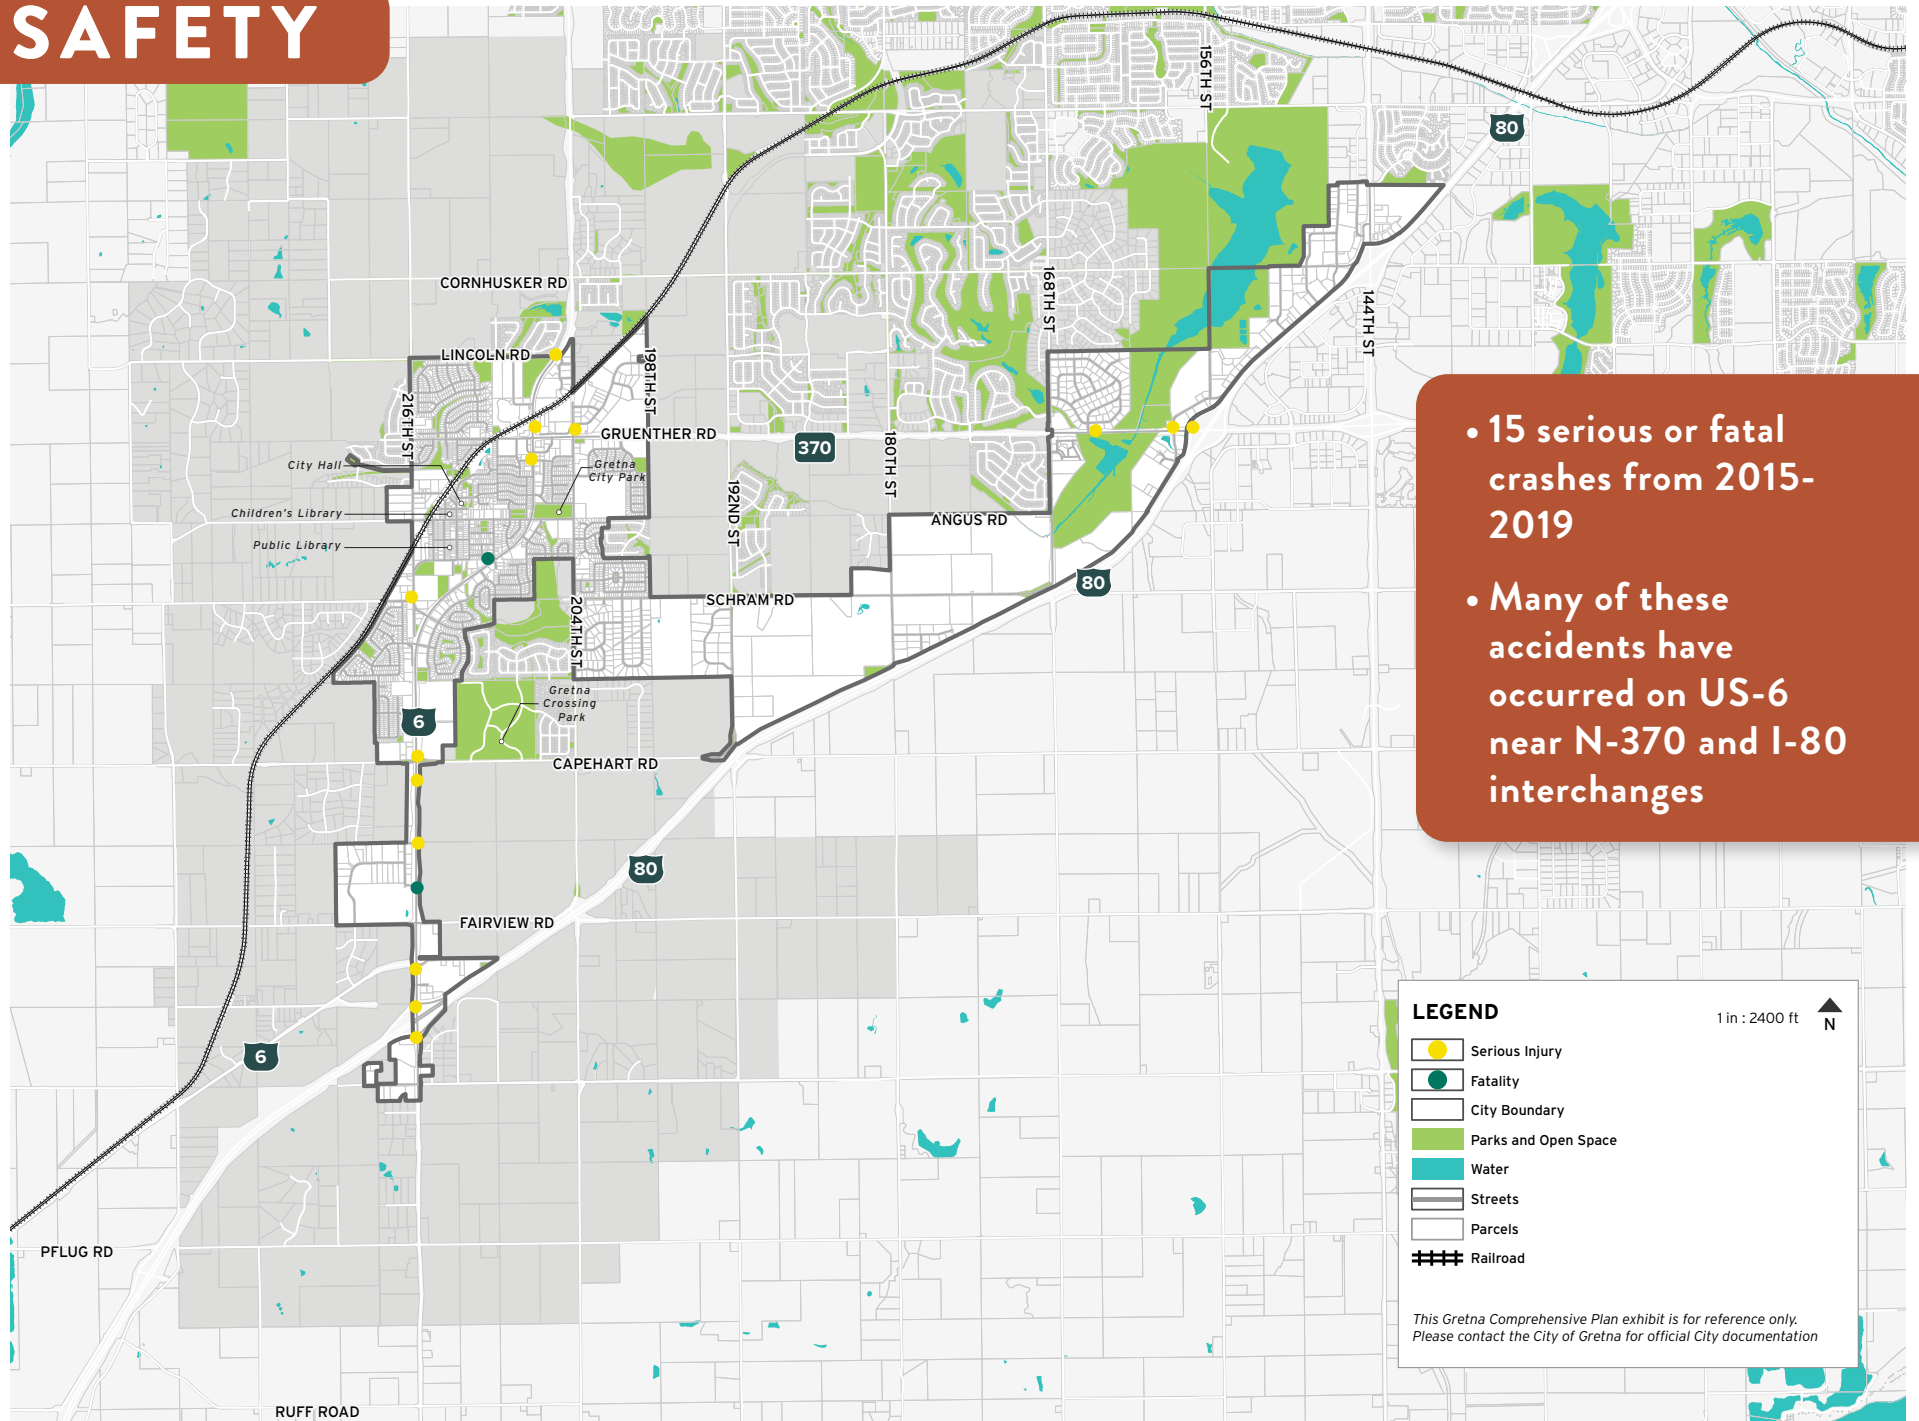 SAFETY
156TH ST
80
CORNHUSKER RD
168TH ST
144TH ST
LINCOLN RD
198TH ST
216TH ST
GRUENTHER RD
370
180TH ST
City Hall
Gretna
City Park
192ND ST
Children's Library
ANGUS RD
Public Library
80
SCHRAM RD
204TH ST
Gretna
Crossing
Park
6
CAPEHART RD
80
FAIRVIEW RD
6
PFLUG RD
RUFF ROAD
• 15 serious or fatal
crashes from 2015-
2019
• Many of these
accidents have
occurred on US-6
near N-370 and I-80
interchanges
LEGEND
1 in : 2400 ft
N
Serious Injury
Fatality
City Boundary
Parks and Open Space
Water
Streets
Parcels
Railroad
This Gretna Comprehensive Plan exhibit is for reference only.
Please contact the City of Gretna for official City documentation